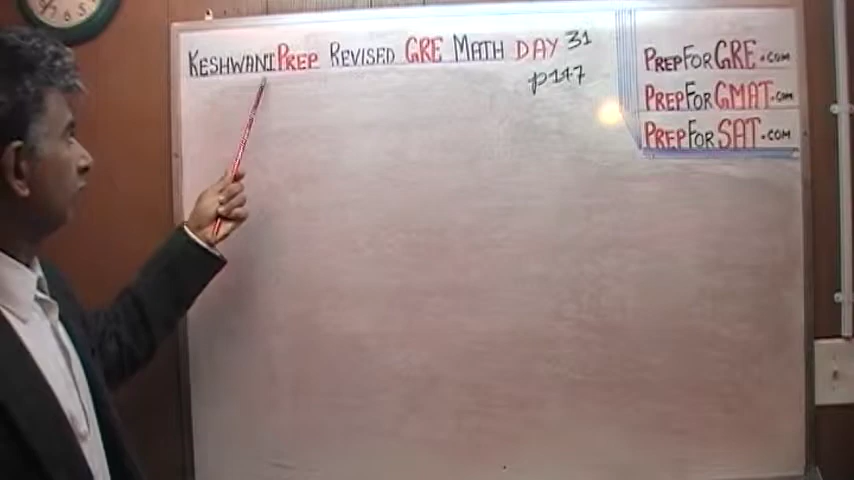 KESHWANIPREP REVISED GRE MATH DAY 31
p147
PREPFORGRE.COM
PREPFORGMAT.COM
PREPFORSAT.COM